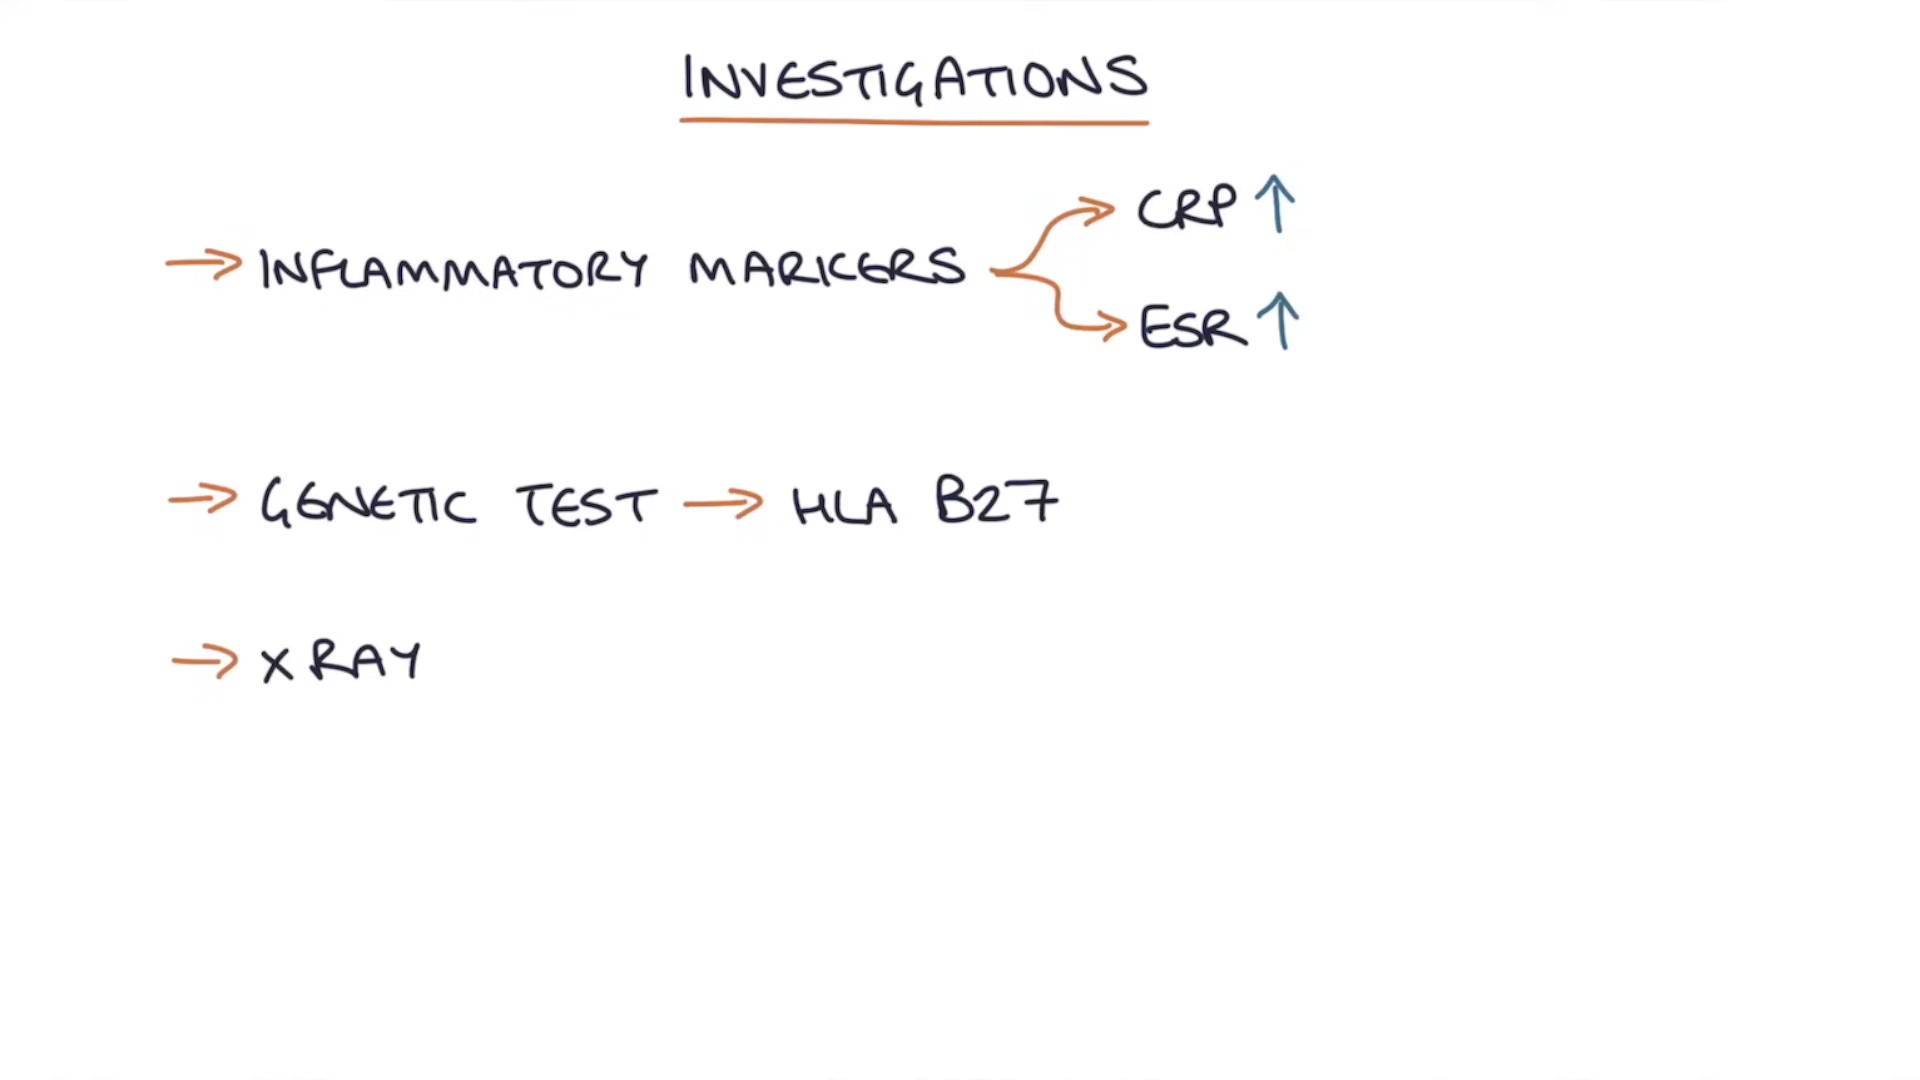 INVESTIGATIONS
→ INFLAMMATORY MARKERS → CRP ↑
→ ESR ↑
→ GENETIC TEST → HLA B27
→ X RAY